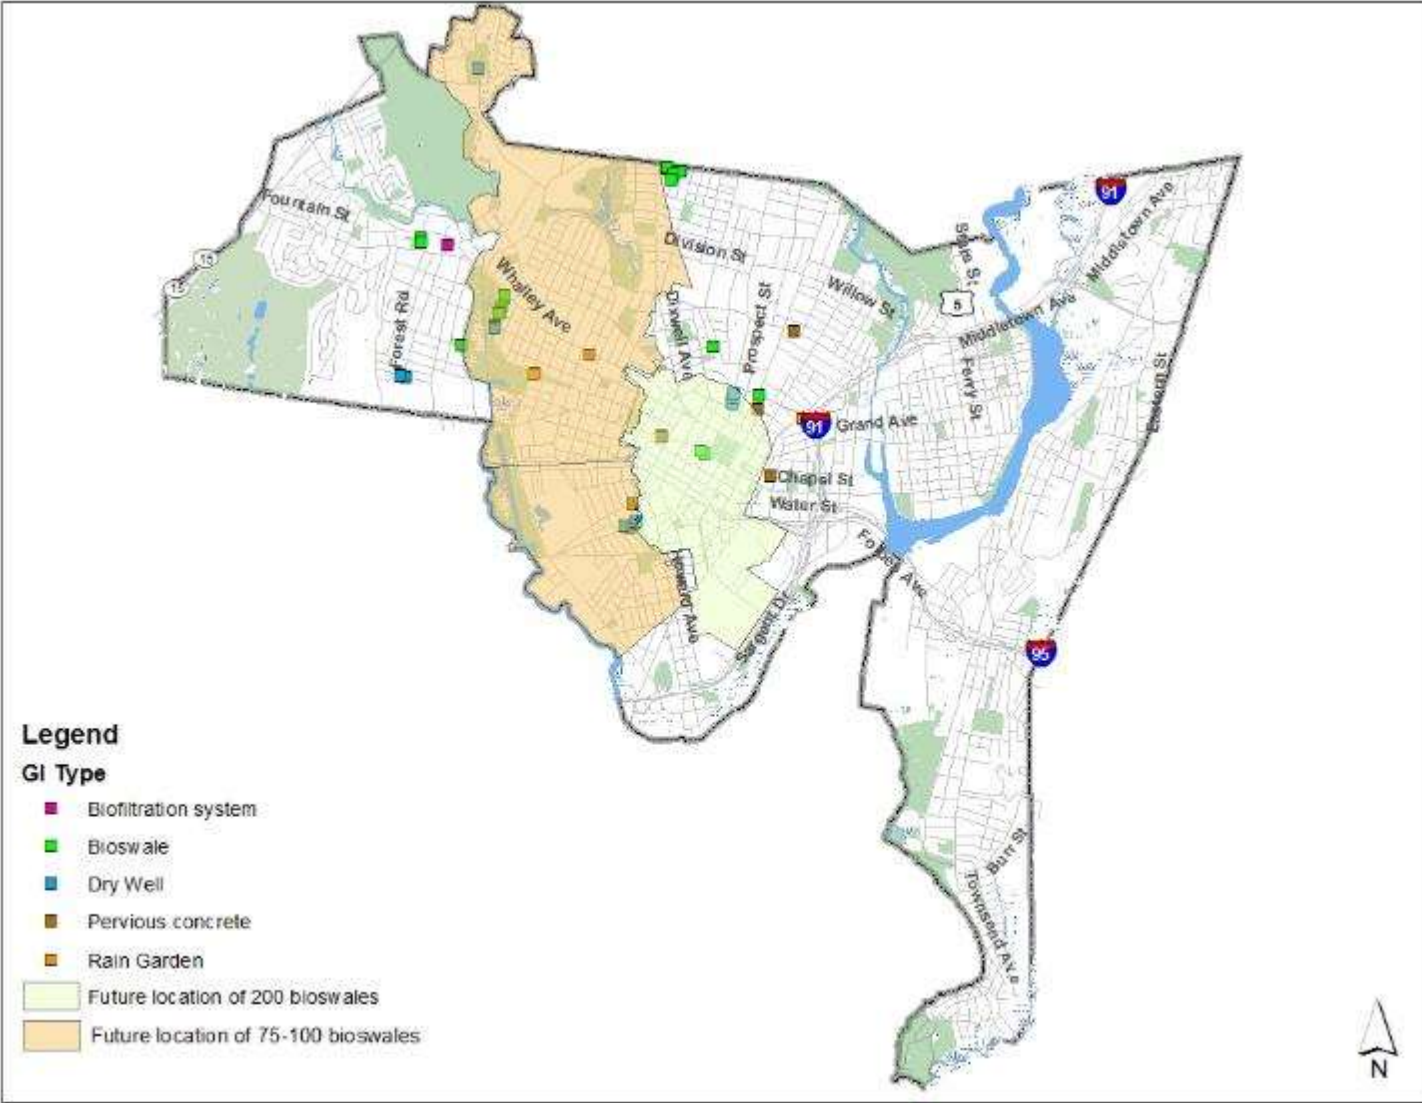 91
Middletown Ave
Fountain St
State St
Division St
15
15
Whalley Ave
Willow St
5
Dixwell Ave
Prospect St
Forest Rd
Middletown Ave
Ferry St
Eastern St
91
Grand Ave
Chapel St
Water St
Forbes Ave
Howard Ave
Sargent Dr
95
Legend
GI Type
Biofiltration system
Bioswale
Dry Well
Pervious concrete
Rain Garden
Future location of 200 bioswales
Future location of 75-100 bioswales
Burr St
Townsend Ave
N